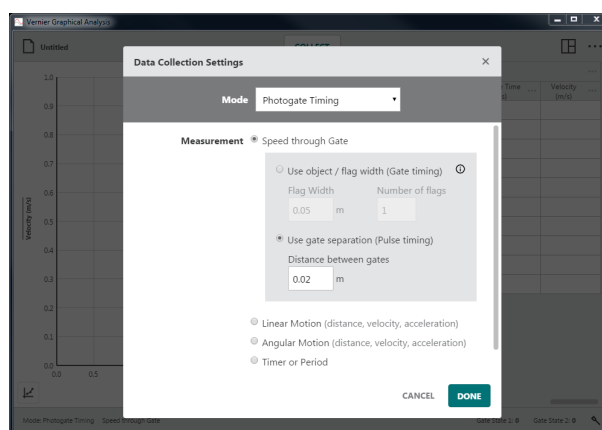 Vernier Graphical Analysis
Untitled
COLLECT
Data Collection Settings
Mode Photogate Timing
Measurement Speed through Gate
Use object / flag width (Gate timing)
Flag Width Number of flags
0.05 m 1
Use gate separation (Pulse timing)
Distance between gates
0.02 m
Linear Motion (distance, velocity, acceleration)
Angular Motion (distance, velocity, acceleration)
Timer or Period
CANCEL DONE
Velocity (m/s)
1.0
0.9
0.8
0.7
0.6
0.5
0.4
0.3
0.2
0.1
0.0
0.0 0.5
Time Velocity
(m/s)
Mode: Photogate Timing Speed through Gate Gate State 1: 0 Gate State 2: 0